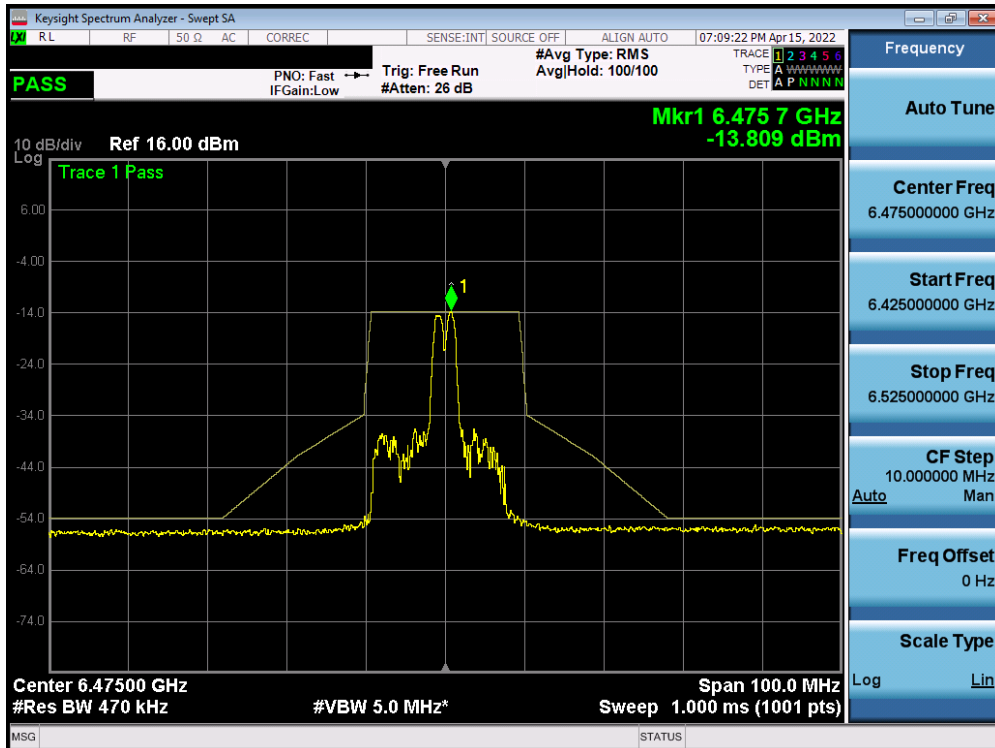 Keysight Spectrum Analyzer - Swept SA
LXI RL RF 50 Ω AC CORREC SENSE:INT SOURCE OFF ALIGN AUTO 07:09:22 PM Apr 15, 2022
PASS
PNO: Fast
IFGain:Low
Trig: Free Run
#Atten: 26 dB
#Avg Type: RMS
Avg|Hold: 100/100
TRACE 1 2 3 4 5 6
TYPE A WWWWW
DET A P N N N N
Mkr1 6.475 7 GHz
-13.809 dBm
10 dB/div Ref 16.00 dBm
Log
Trace 1 Pass
1
6.00
-4.00
-14.0
-24.0
-34.0
-44.0
-54.0
-64.0
-74.0
Center 6.47500 GHz Span 100.0 MHz
#Res BW 470 kHz #VBW 5.0 MHz* Sweep 1.000 ms (1001 pts)
MSG STATUS
Frequency
Auto Tune
Center Freq
6.475000000 GHz
Start Freq
6.425000000 GHz
Stop Freq
6.525000000 GHz
CF Step
10.000000 MHz
Auto Man
Freq Offset
0 Hz
Scale Type
Log Lin